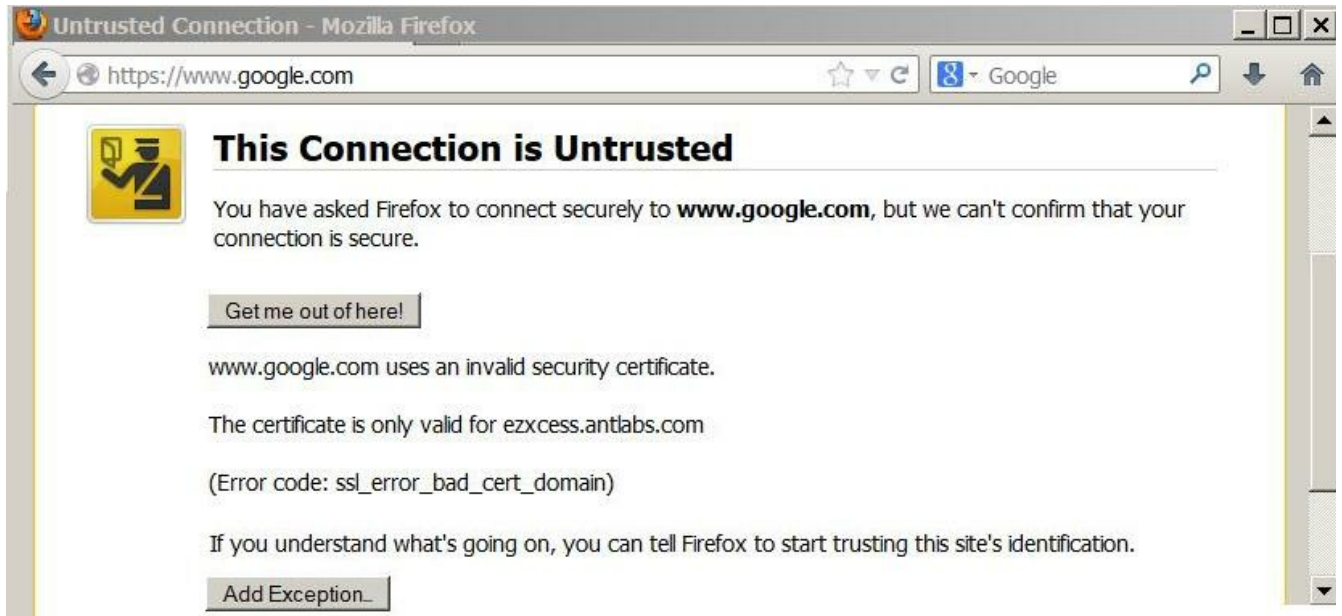 Untrusted Connection - Mozilla Firefox
https://www.google.com
8 Google
This Connection is Untrusted
You have asked Firefox to connect securely to www.google.com, but we can't confirm that your
connection is secure.
Get me out of here!
www.google.com uses an invalid security certificate.
The certificate is only valid for ezxcess.antlabs.com
(Error code: ssl_error_bad_cert_domain)
If you understand what's going on, you can tell Firefox to start trusting this site's identification.
Add Exception...